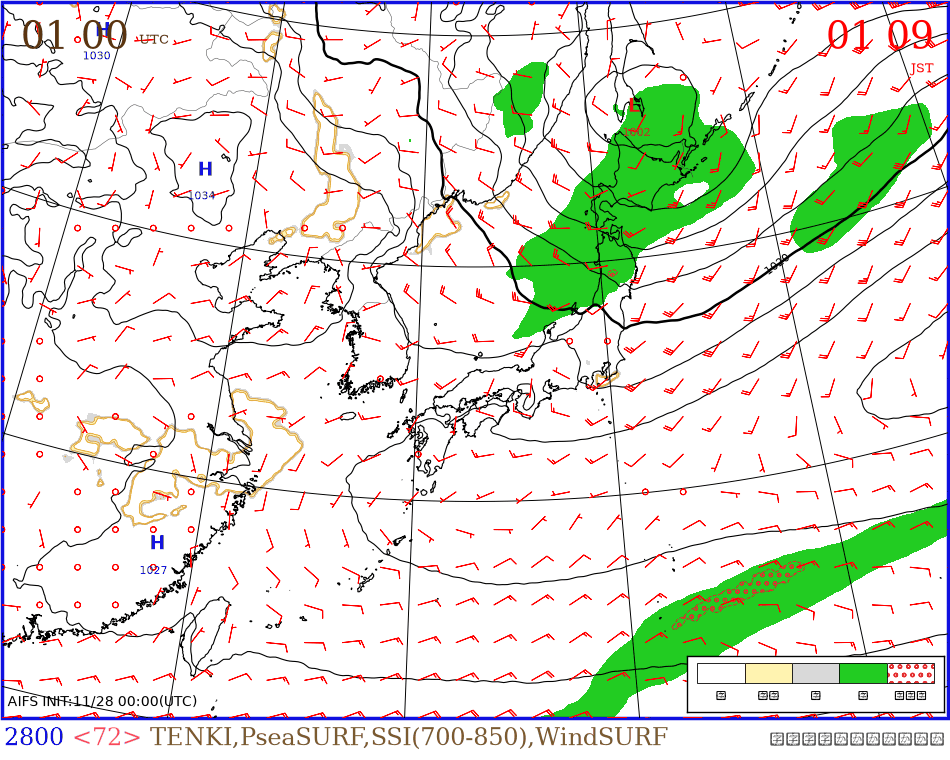 01 00 UTC
01 09
JST
H
1030
L
1002
H
1034
1020
H
1027
AIFS INIT:11/28 00:00(UTC)
2800 <72> TENKI,PseaSURF,SSI(700-850),WindSURF